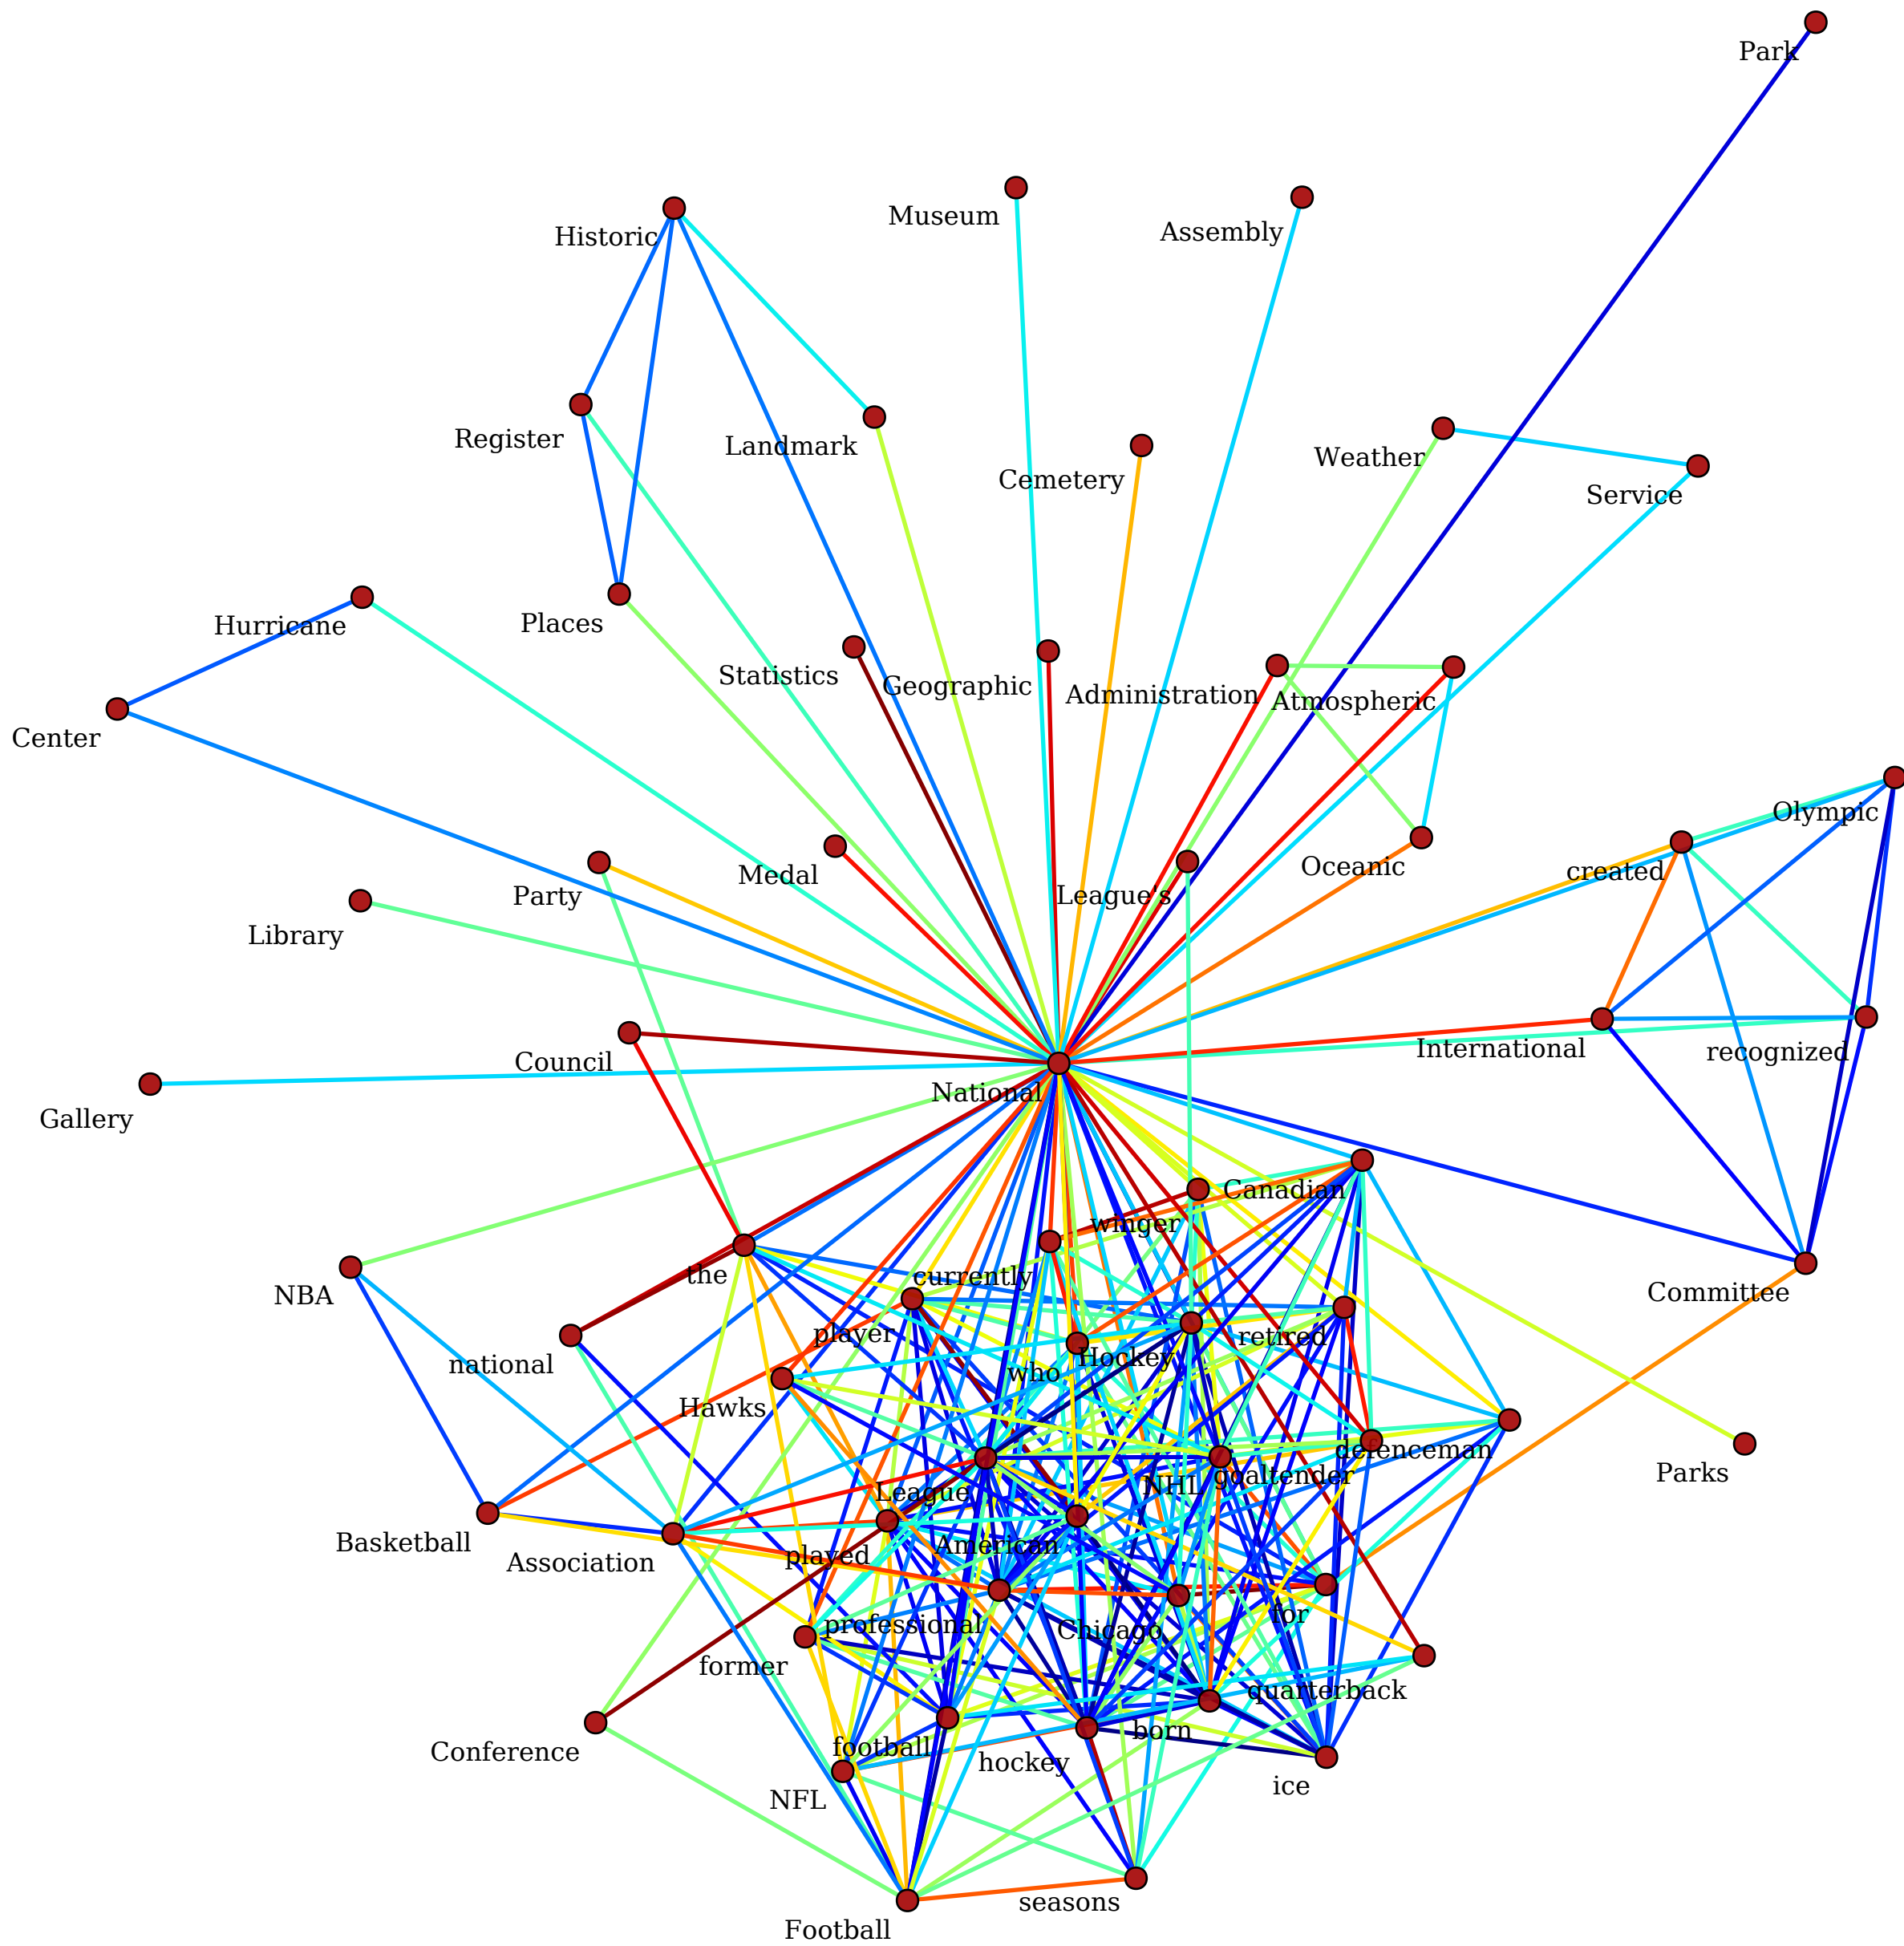 Park
Museum
Assembly
Historic
Register
Landmark
Cemetery
Weather
Service
Hurricane
Places
Statistics
Geographic
Administration
Atmospheric
Center
Olympic
Medal
Party
League's
Oceanic
created
Library
Council
National
International
recognized
Gallery
Canadian
winger
the
currently
NBA
Committee
player
retired
national
who
Hockey
Hawks
defenceman
Parks
League
NHL
goaltender
Basketball
Association
played
American
professional
Chicago
for
former
quarterback
Conference
football
hockey
born
ice
NFL
seasons
Football